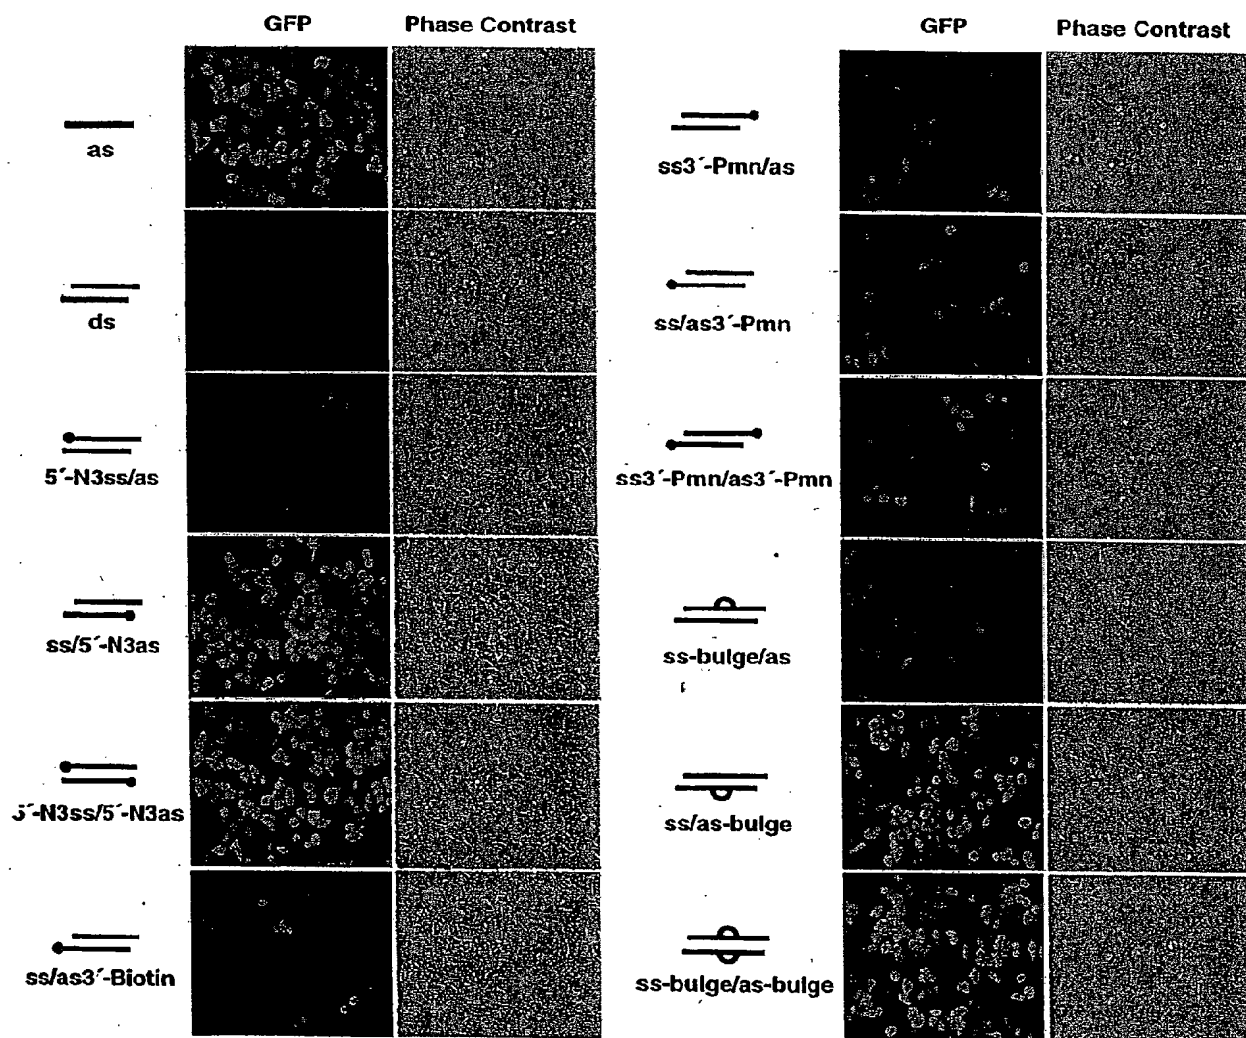 GFP Phase Contrast
as
ds
5´-N3ss/as
ss/5´-N3as
5´-N3ss/5´-N3as
ss/as3´-Biotin
GFP Phase Contrast
ss3´-Pmn/as
ss/as3´-Pmn
ss3´-Pmn/as3´-Pmn
ss-bulge/as
ss/as-bulge
ss-bulge/as-bulge